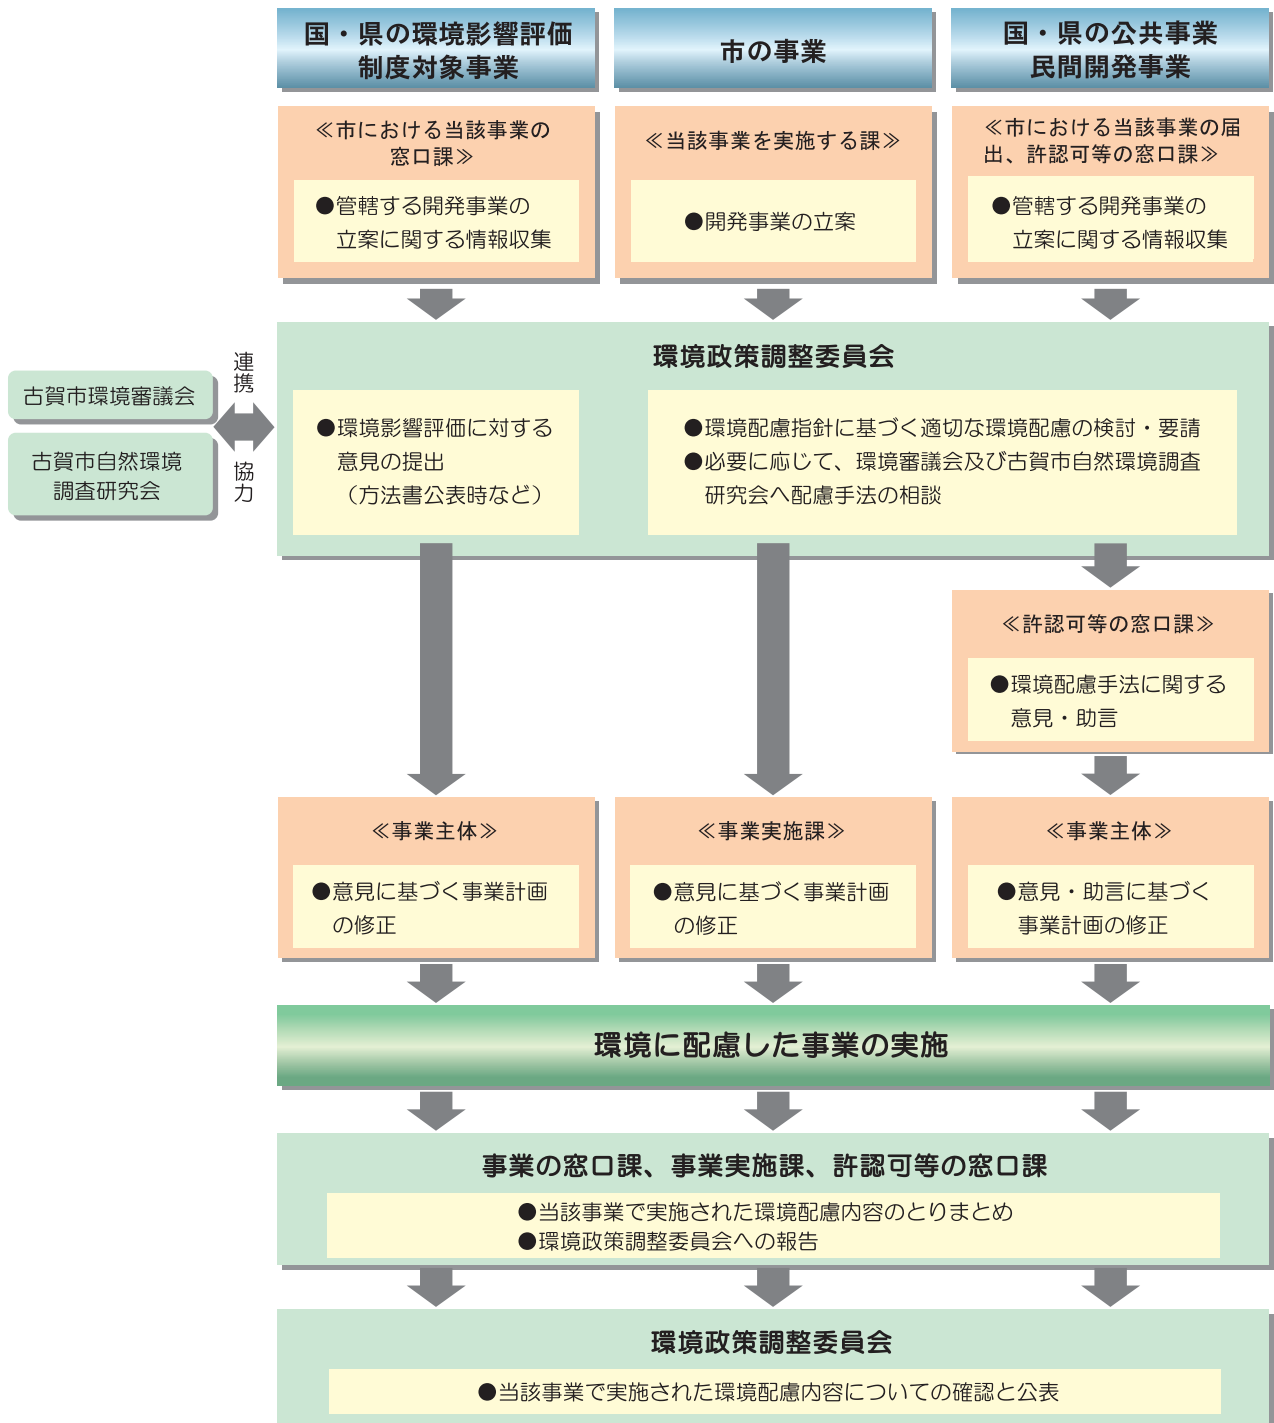 国・県の環境影響評価
制度対象事業
市の事業
国・県の公共事業
民間開発事業
≪市における当該事業の
窓口課≫
●管轄する開発事業の
立案に関する情報収集
≪当該事業を実施する課≫
●開発事業の立案
≪市における当該事業の届
出、許認可等の窓口課≫
●管轄する開発事業の
立案に関する情報収集
古賀市環境審議会
古賀市自然環境
調査研究会
連携
協力
環境政策調整委員会
●環境影響評価に対する
意見の提出
（方法書公表時など）
●環境配慮指針に基づく適切な環境配慮の検討・要請
●必要に応じて、環境審議会及び古賀市自然環境調査
研究会へ配慮手法の相談
≪許認可等の窓口課≫
●環境配慮手法に関する
意見・助言
≪事業主体≫
●意見に基づく事業計画
の修正
≪事業実施課≫
●意見に基づく事業計画
の修正
≪事業主体≫
●意見・助言に基づく
事業計画の修正
環境に配慮した事業の実施
事業の窓口課、事業実施課、許認可等の窓口課
●当該事業で実施された環境配慮内容のとりまとめ
●環境政策調整委員会への報告
環境政策調整委員会
●当該事業で実施された環境配慮内容についての確認と公表